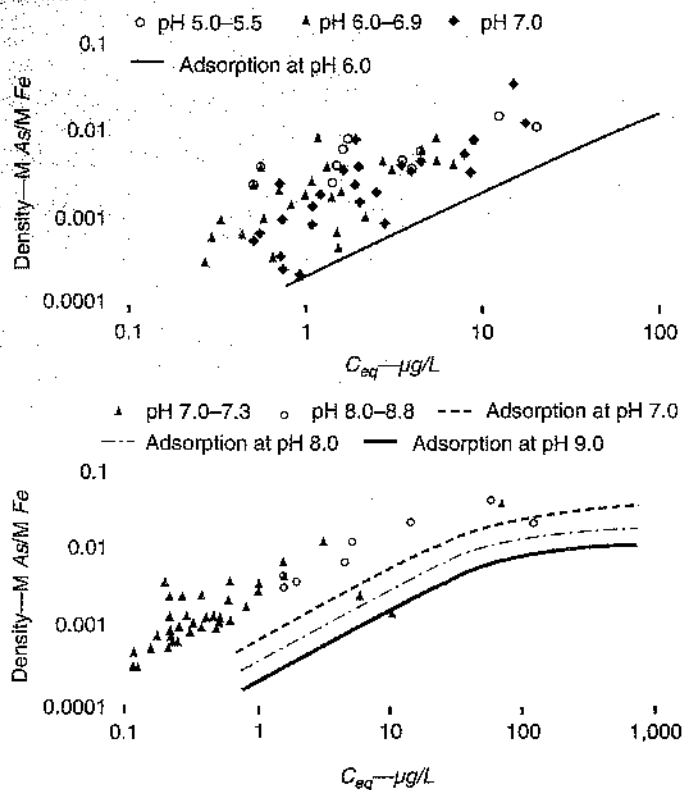 pH 5.0–5.5 pH 6.0–6.9 pH 7.0
Adsorption at pH 6.0
Density—M As/M Fe
0.1
0.01
0.001
0.0001
0.1 1 10 100
Ceq—µg/L
pH 7.0–7.3 pH 8.0–8.8 Adsorption at pH 7.0
Adsorption at pH 8.0 Adsorption at pH 9.0
Density—M As/M Fe
0.1
0.01
0.001
0.0001
0.1 1 10 100 1,000
Ceq—µg/L